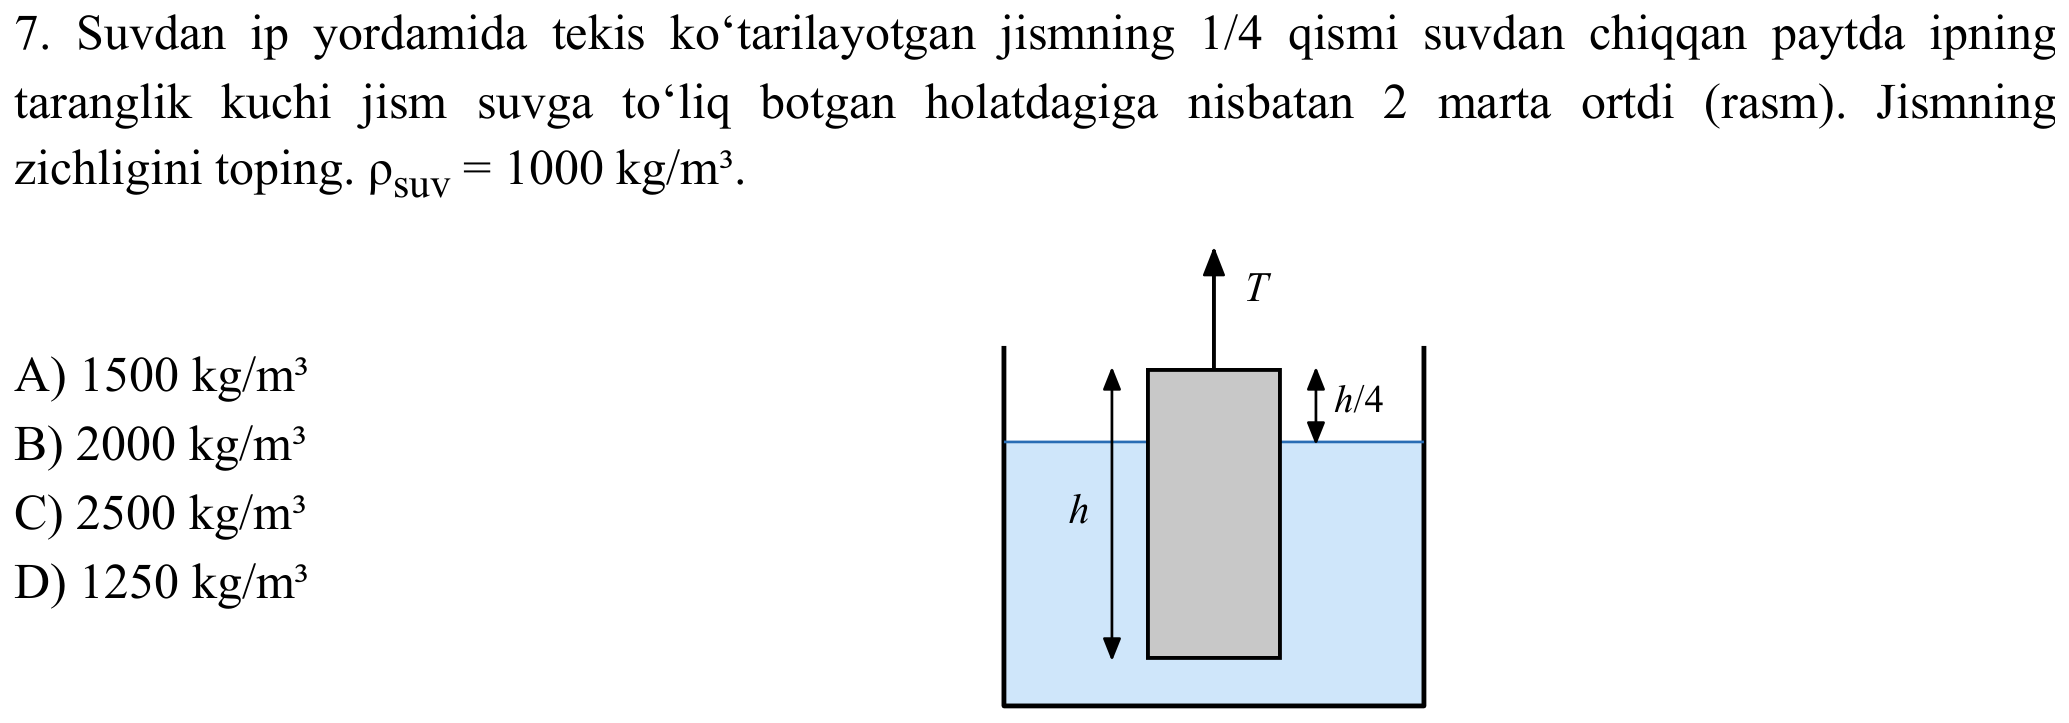 7. Suvdan ip yordamida tekis ko‘tarilayotgan jismning 1/4 qismi suvdan chiqqan paytda ipning
taranglik kuchi jism suvga to‘liq botgan holatdagiga nisbatan 2 marta ortdi (rasm). Jismning
zichligini toping. ρsuv = 1000 kg/m³.
T
A) 1500 kg/m³
h/4
B) 2000 kg/m³
C) 2500 kg/m³
h
D) 1250 kg/m³